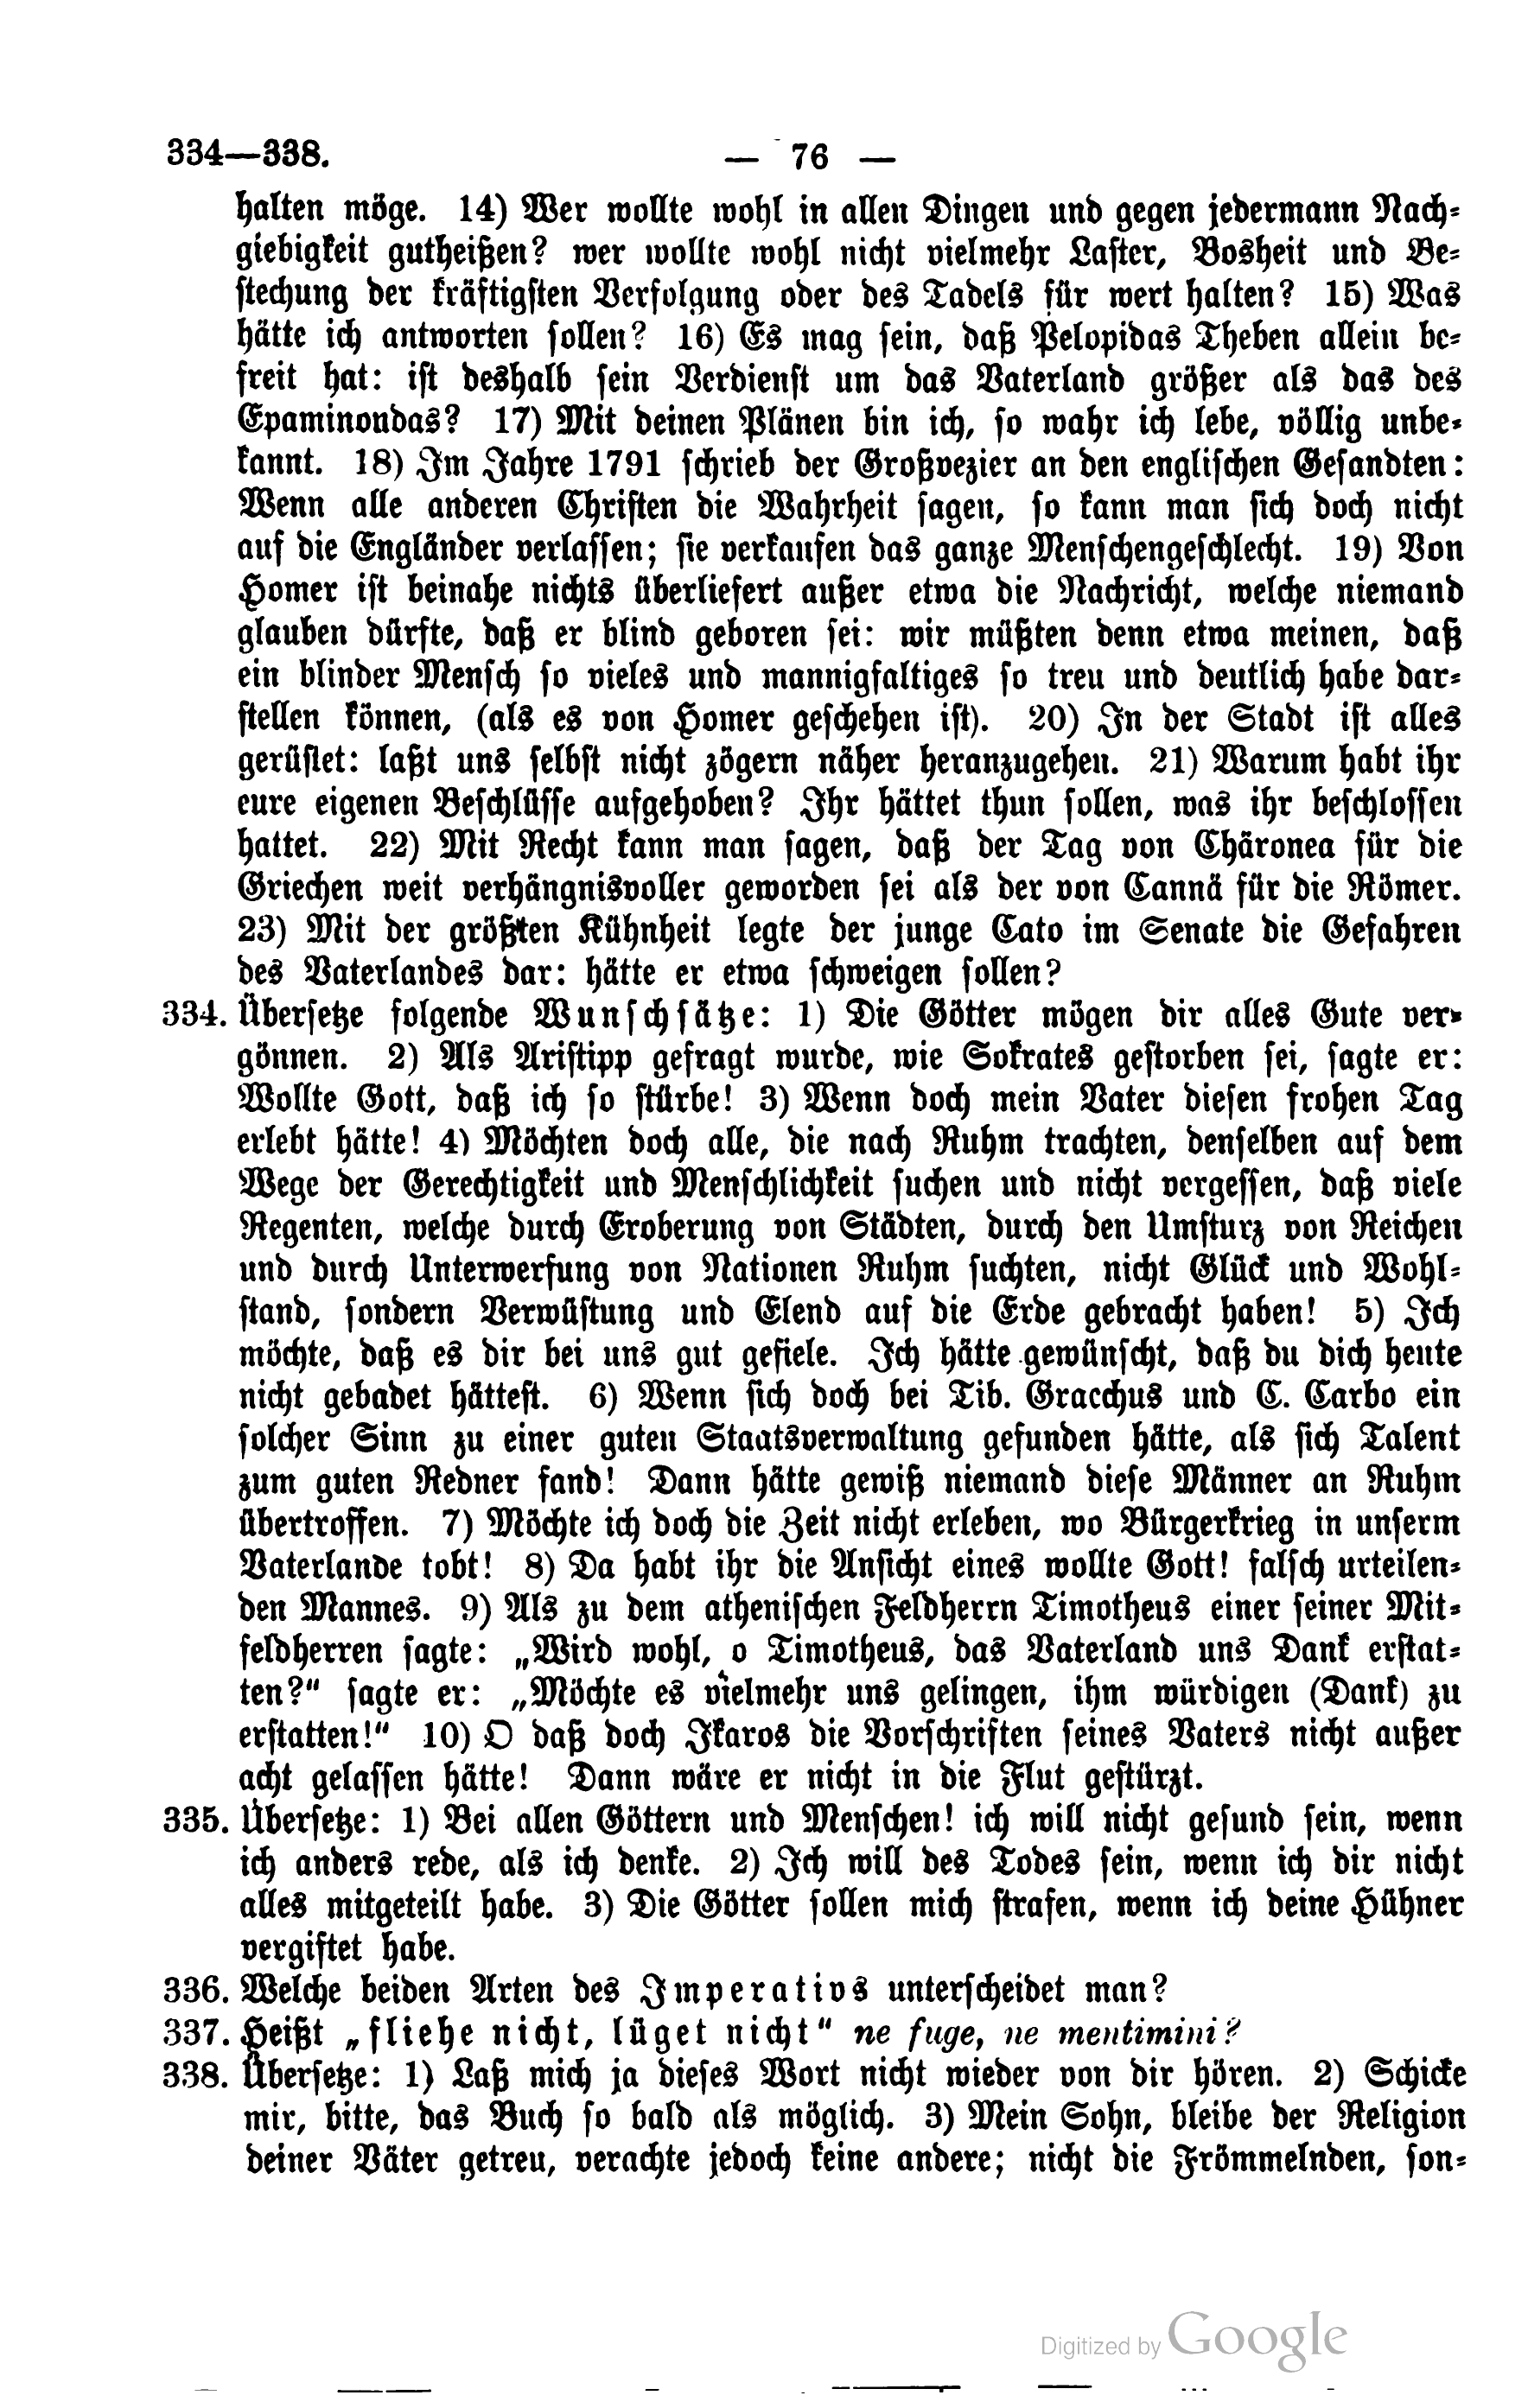 334—338.
— 76 —
halten möge. 14) Wer wollte wohl in allen Dingen und gegen jedermann Nach-
giebigkeit gutheißen? wer wollte wohl nicht vielmehr Laster, Bosheit und Be-
stechung der kräftigsten Verfolgung oder des Tadels für wert halten? 15) Was
hätte ich antworten sollen? 16) Es mag sein, daß Pelopidas Theben allein be-
freit hat: ist deshalb sein Verdienst um das Vaterland größer als das des
Epaminondas? 17) Mit deinen Plänen bin ich, so wahr ich lebe, völlig unbe-
kannt. 18) Im Jahre 1791 schrieb der Großvezier an den englischen Gesandten:
Wenn alle anderen Christen die Wahrheit sagen, so kann man sich doch nicht
auf die Engländer verlassen; sie verkaufen das ganze Menschengeschlecht. 19) Von
Homer ist beinahe nichts überliefert außer etwa die Nachricht, welche niemand
glauben dürfte, daß er blind geboren sei: wir müßten denn etwa meinen, daß
ein blinder Mensch so vieles und mannigfaltiges so treu und deutlich habe dar-
stellen können, (als es von Homer geschehen ist). 20) In der Stadt ist alles
gerüstet: laßt uns selbst nicht zögern näher heranzugehen. 21) Warum habt ihr
eure eigenen Beschlüsse aufgehoben? Ihr hättet thun sollen, was ihr beschlossen
hattet. 22) Mit Recht kann man sagen, daß der Tag von Chäronea für die
Griechen weit verhängnisvoller geworden sei als der von Cannä für die Römer.
23) Mit der größten Kühnheit legte der junge Cato im Senate die Gefahren
des Vaterlandes dar: hätte er etwa schweigen sollen?
334. Übersetze folgende Wunschsätze: 1) Die Götter mögen dir alles Gute ver-
gönnen. 2) Als Aristipp gefragt wurde, wie Sokrates gestorben sei, sagte er:
Wollte Gott, daß ich so stürbe! 3) Wenn doch mein Vater diesen frohen Tag
erlebt hätte! 4) Möchten doch alle, die nach Ruhm trachten, denselben auf dem
Wege der Gerechtigkeit und Menschlichkeit suchen und nicht vergessen, daß viele
Regenten, welche durch Eroberung von Städten, durch den Umsturz von Reichen
und durch Unterwerfung von Nationen Ruhm suchten, nicht Glück und Wohl-
stand, sondern Verwüstung und Elend auf die Erde gebracht haben! 5) Ich
möchte, daß es dir bei uns gut gefiele. Ich hätte gewünscht, daß du dich heute
nicht gebadet hättest. 6) Wenn sich doch bei Tib. Gracchus und C. Carbo ein
solcher Sinn zu einer guten Staatsverwaltung gefunden hätte, als sich Talent
zum guten Redner fand! Dann hätte gewiß niemand diese Männer an Ruhm
übertroffen. 7) Möchte ich doch die Zeit nicht erleben, wo Bürgerkrieg in unserm
Vaterlande tobt! 8) Da habt ihr die Ansicht eines wollte Gott! falsch urteilen-
den Mannes. 9) Als zu dem athenischen Feldherrn Timotheus einer seiner Mit-
feldherren sagte: „Wird wohl, o Timotheus, das Vaterland uns Dank erstat-
ten?" sagte er: „Möchte es vielmehr uns gelingen, ihm würdigen (Dank) zu
erstatten!" 10) O daß doch Ikaros die Vorschriften seines Vaters nicht außer
acht gelassen hätte! Dann wäre er nicht in die Flut gestürzt.
335. Übersetze: 1) Bei allen Göttern und Menschen! ich will nicht gesund sein, wenn
ich anders rede, als ich denke. 2) Ich will des Todes sein, wenn ich dir nicht
alles mitgeteilt habe. 3) Die Götter sollen mich strafen, wenn ich deine Hühner
vergiftet habe.
336. Welche beiden Arten des Imperativs unterscheidet man?
337. Heißt „fliehe nicht, lüget nicht" ne fuge, ne mentimini?
338. Übersetze: 1) Laß mich ja dieses Wort nicht wieder von dir hören. 2) Schicke
mir, bitte, das Buch so bald als möglich. 3) Mein Sohn, bleibe der Religion
deiner Väter getreu, verachte jedoch keine andere; nicht die Frömmelnden, son-
Digitized by Google